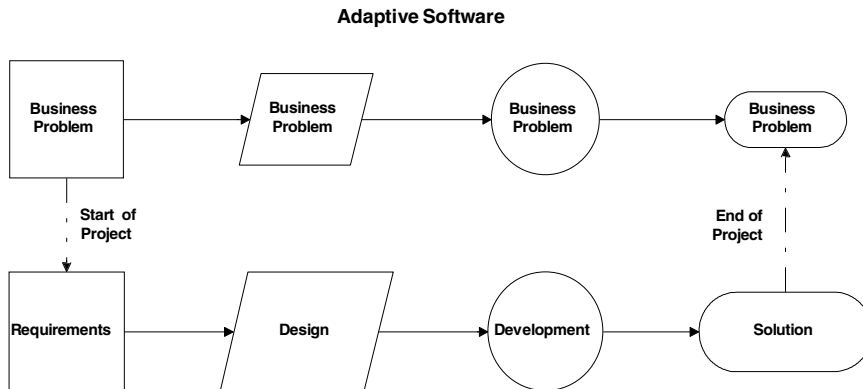 Adaptive Software
Business
Problem
Business
Problem
Business
Problem
Business
Problem
Start of
Project
End of
Project
Requirements
Design
Development
Solution